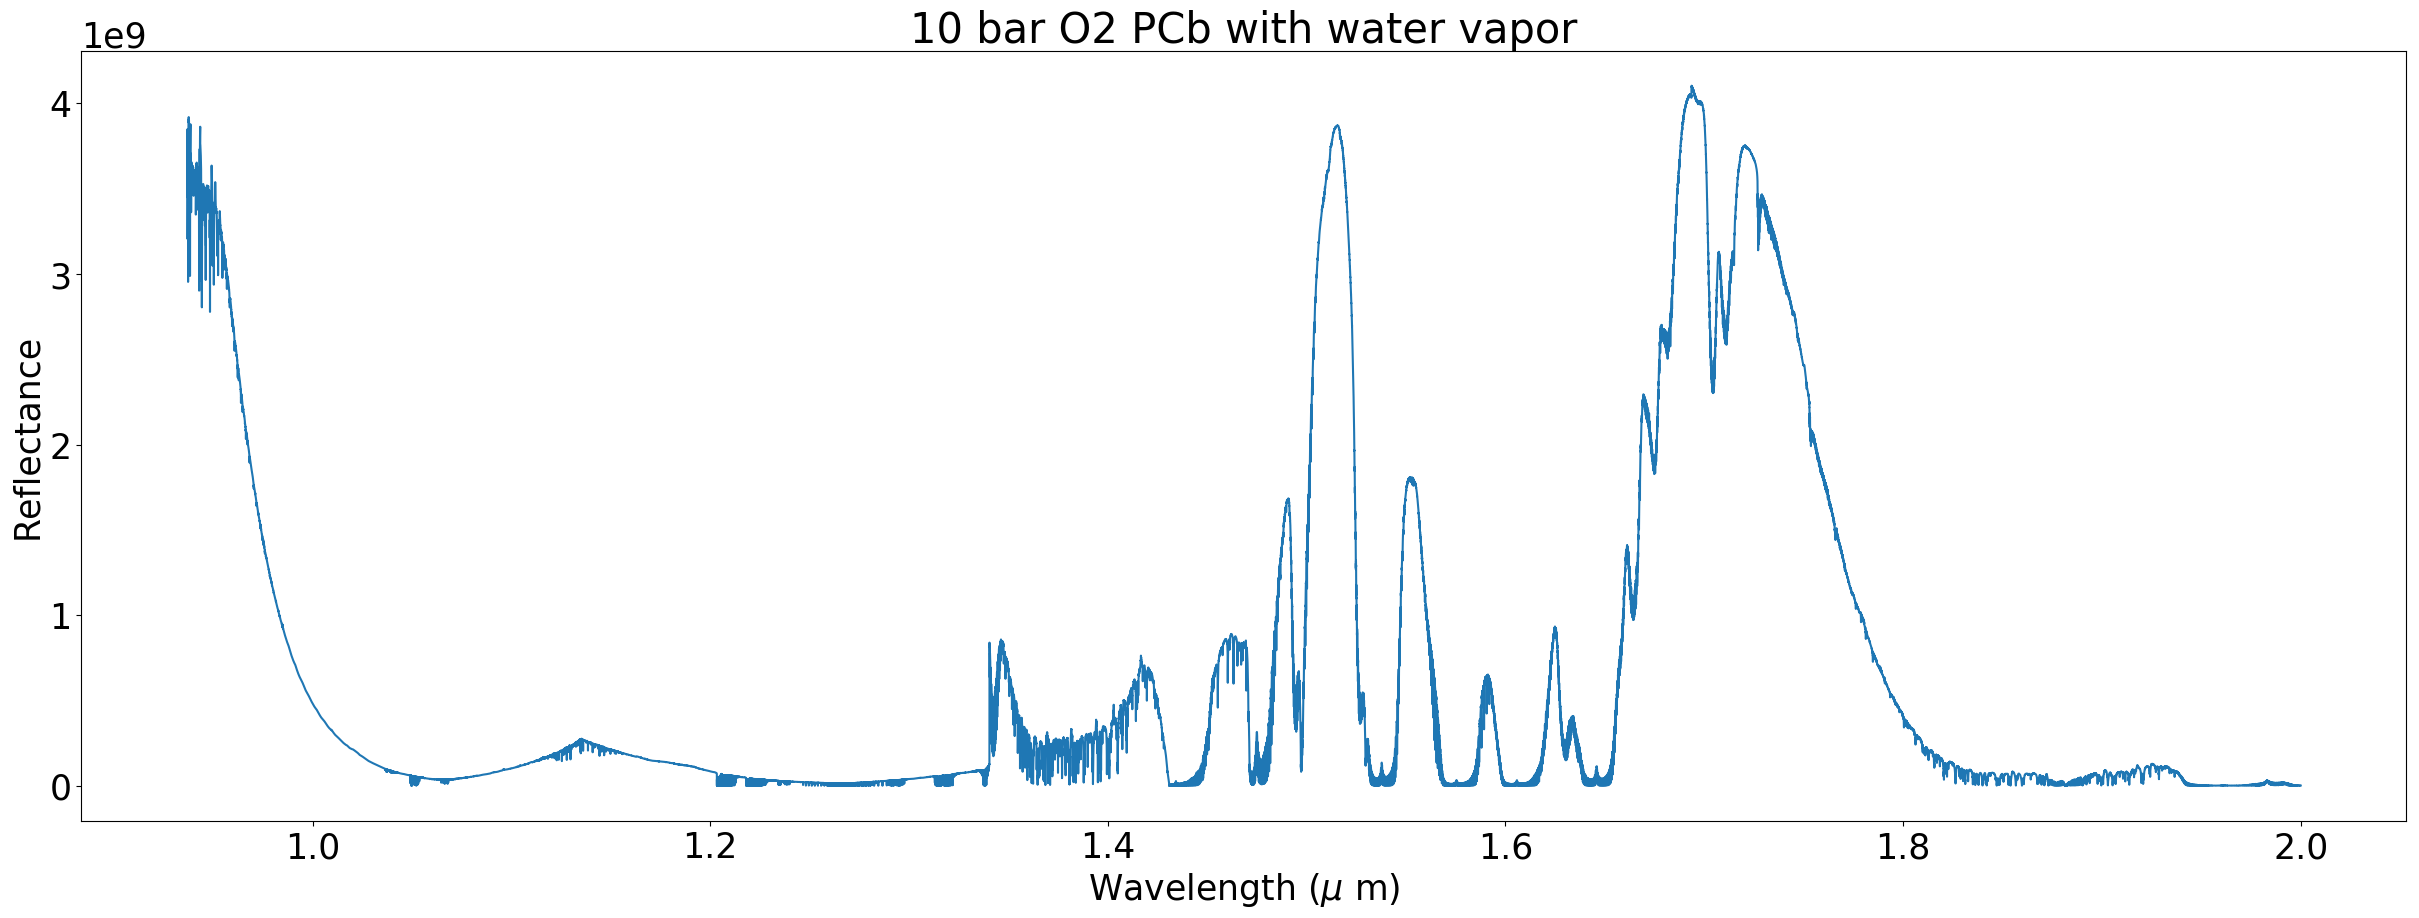 10 bar O2 PCb with water vapor
1e9
4
3
2
1
0
Reflectance
1.0 1.2 1.4 1.6 1.8 2.0
Wavelength (μ m)